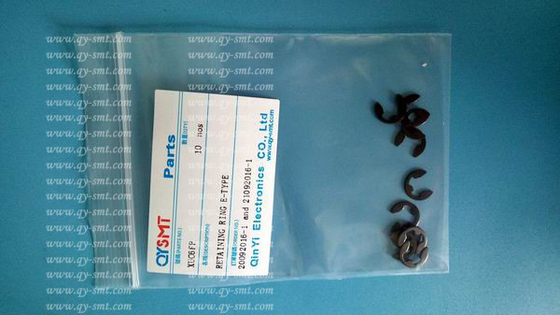 QYSMT Parts
QinYi Electronics CO., Ltd
www.qy-smt.com
10 nos
RETAINING RING E-TYPE
20092016-1 and 21092016-1
www.qy-smt.com